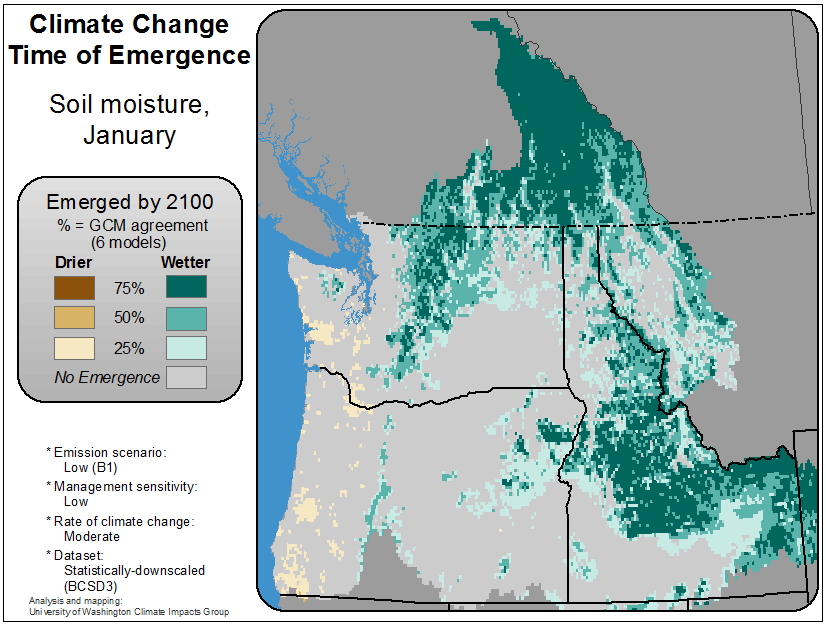 Climate Change
Time of Emergence
Soil moisture,
January
Emerged by 2100
% = GCM agreement
(6 models)
Drier Wetter
75%
50%
25%
No Emergence
* Emission scenario:
Low (B1)
* Management sensitivity:
Low
* Rate of climate change:
Moderate
* Dataset:
Statistically-downscaled
(BCSD3)
Analysis and mapping:
University of Washington Climate Impacts Group